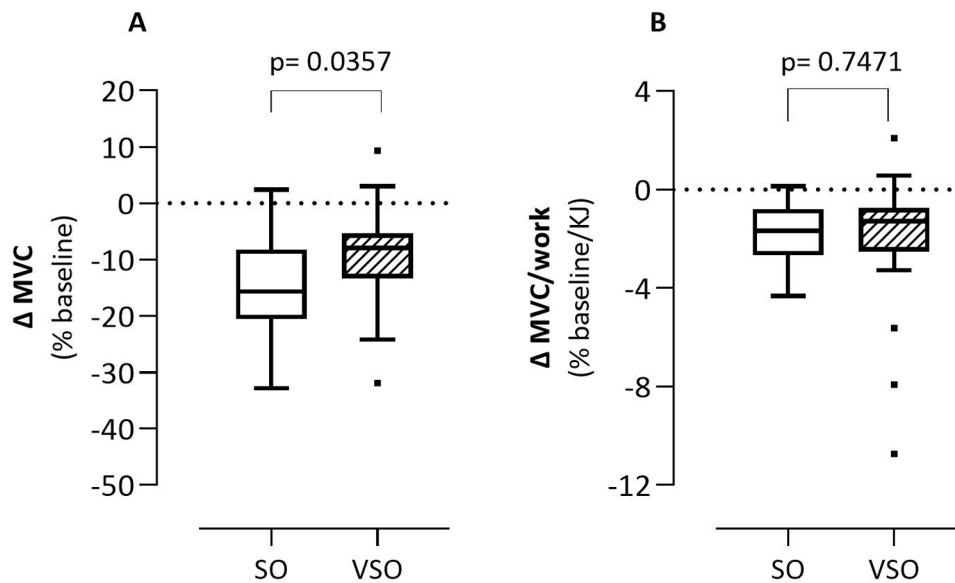 A
p= 0.0357
20
10
0
-10
-20
-30
-40
-50
Δ MVC
(% baseline)
SO
VSO
B
p= 0.7471
4
0
-4
-8
-12
Δ MVC/work
(% baseline/KJ)
SO
VSO